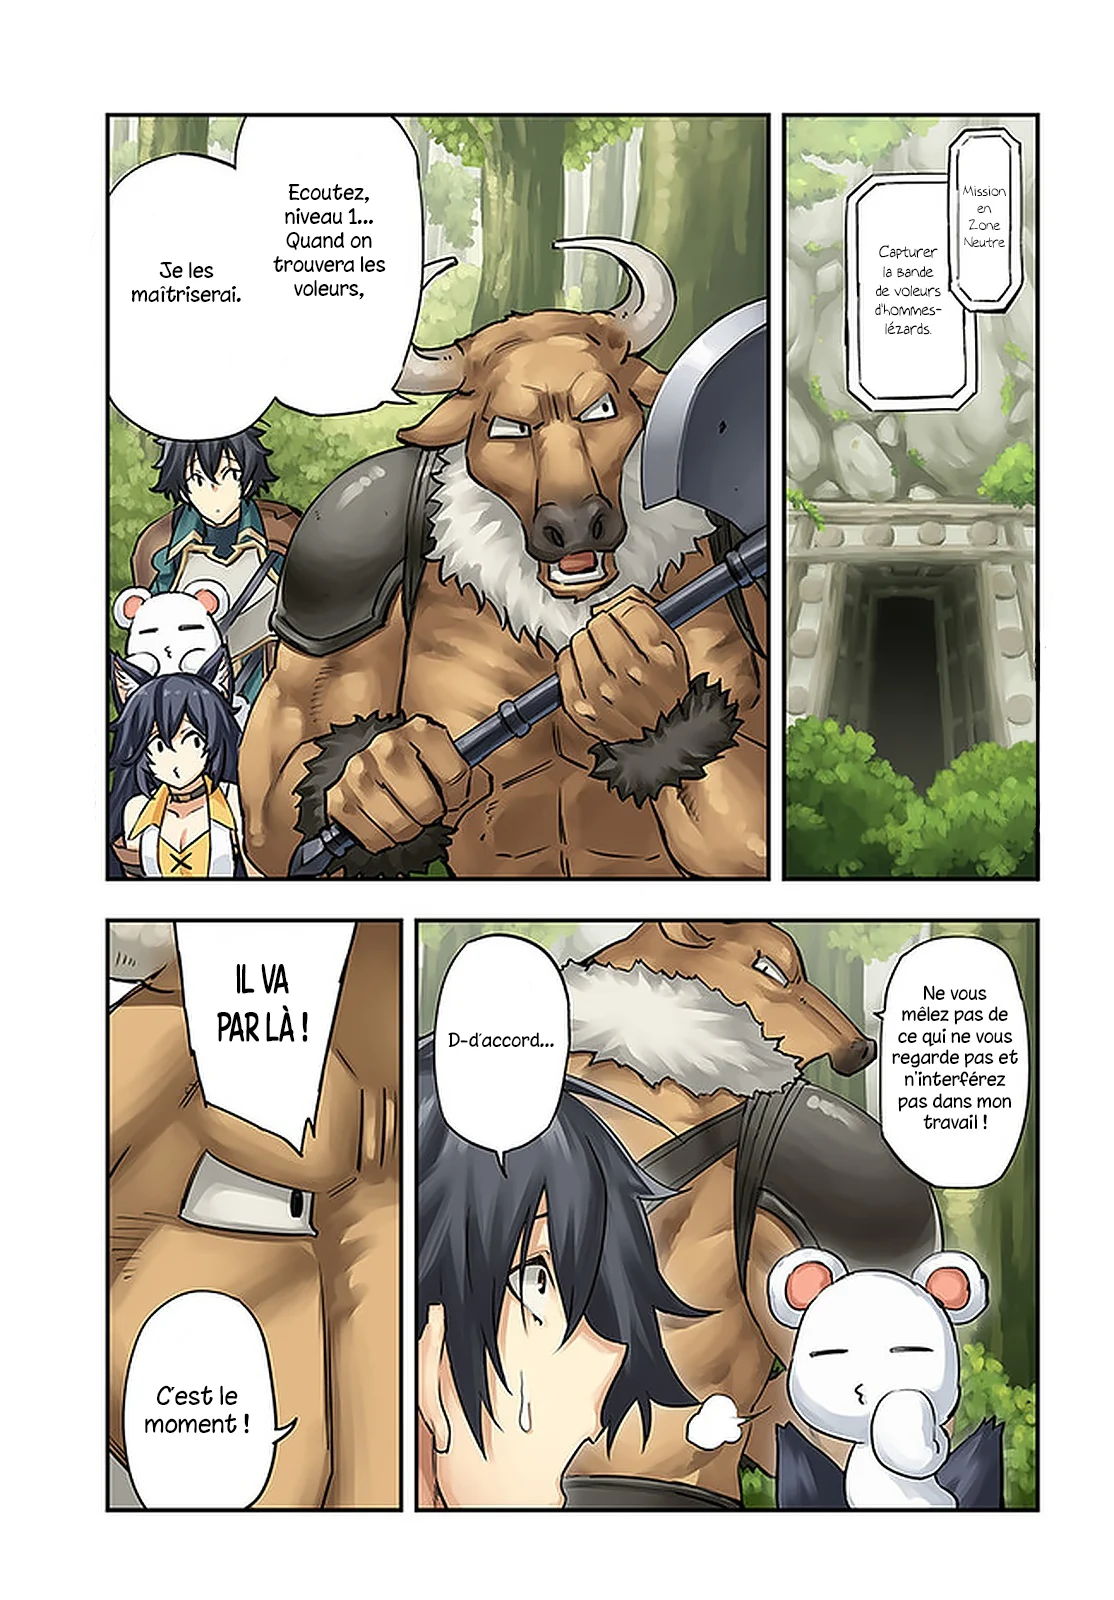 Mission
en
Zone
Neutre
Capturer
la bande
de voleurs
d'hommes-
lézards.
Ecoutez,
niveau 1...
Quand on
trouvera les
voleurs,
Je les
maîtriserai.
Ne vous
mêlez pas de
ce qui ne vous
regarde pas et
n'interférez
pas dans mon
travail !
D-d'accord...
IL VA
PAR LÀ !
C'est le
moment !